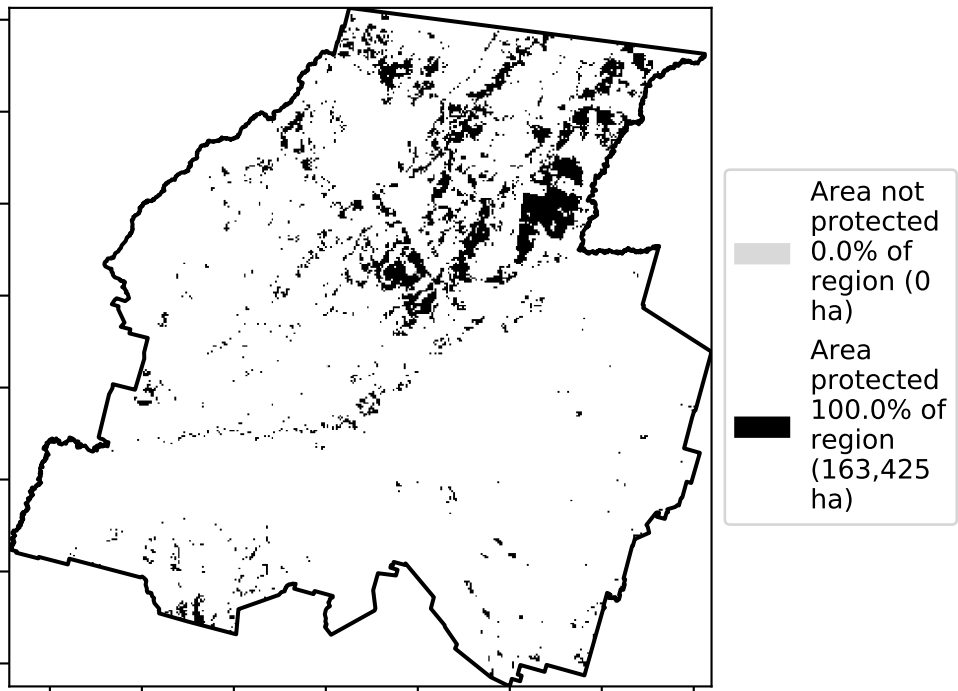 Area not
protected
0.0% of
region (0
ha)
Area
protected
100.0% of
region
(163,425
ha)